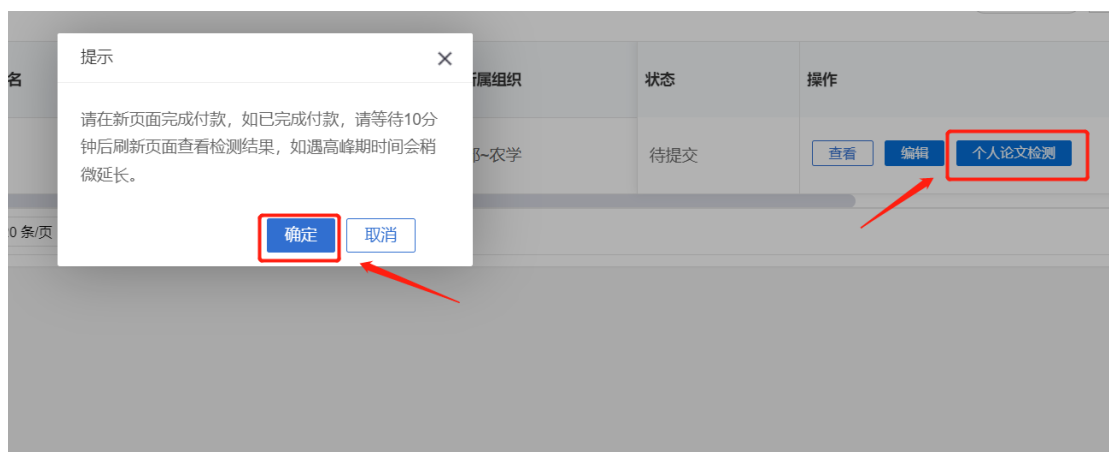 提示
请在新页面完成付款，如已完成付款，请等待10分
钟后刷新页面查看检测结果，如遇高峰期时间会稍
微延长。
确定 取消
名 属组织 状态 操作
~农学 待提交 查看 编辑 个人论文检测
0 条/页